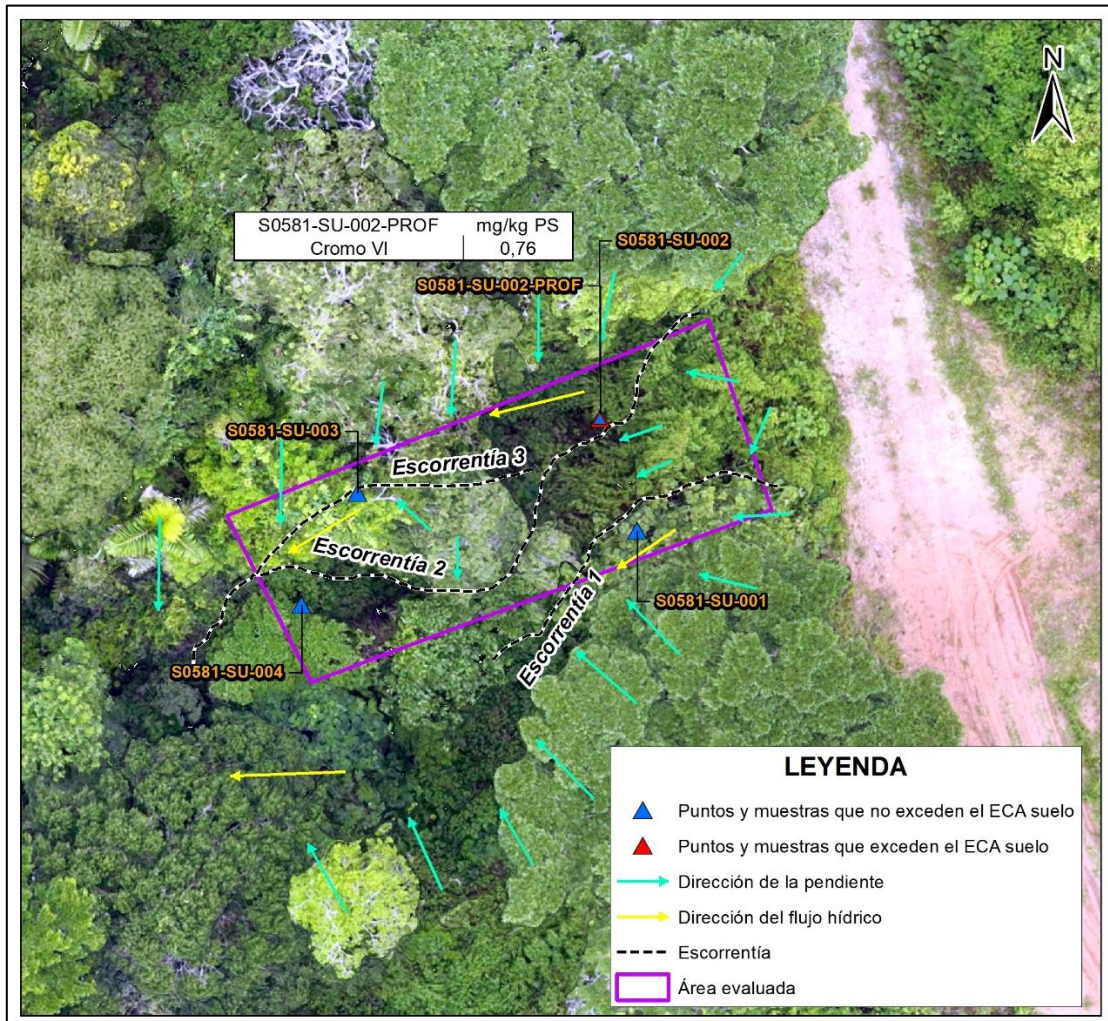 N
S0581-SU-002-PROF mg/kg PS
Cromo VI 0,76
S0581-SU-002
S0581-SU-002-PROF
S0581-SU-003
Escorrentía 3
Escorrentía 2
Escorrentía 1
S0581-SU-001
S0581-SU-004
LEYENDA
Puntos y muestras que no exceden el ECA suelo
Puntos y muestras que exceden el ECA suelo
Dirección de la pendiente
Dirección del flujo hídrico
Escorrentía
Área evaluada